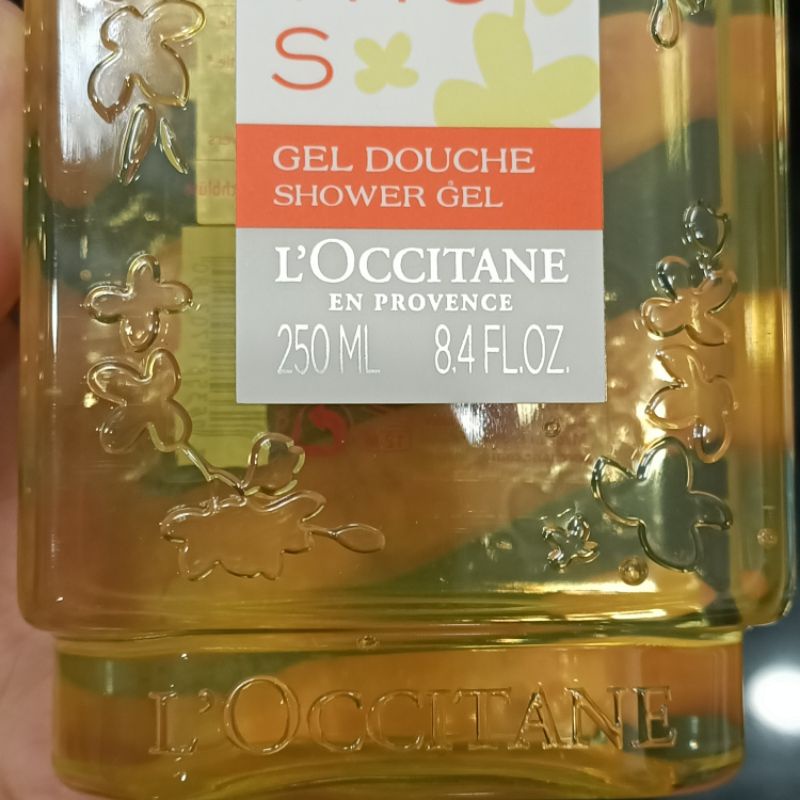 S
GEL DOUCHE
SHOWER GEL
L'OCCITANE
EN PROVENCE
250 ML 8.4 FL.OZ.
L'OCCITANE